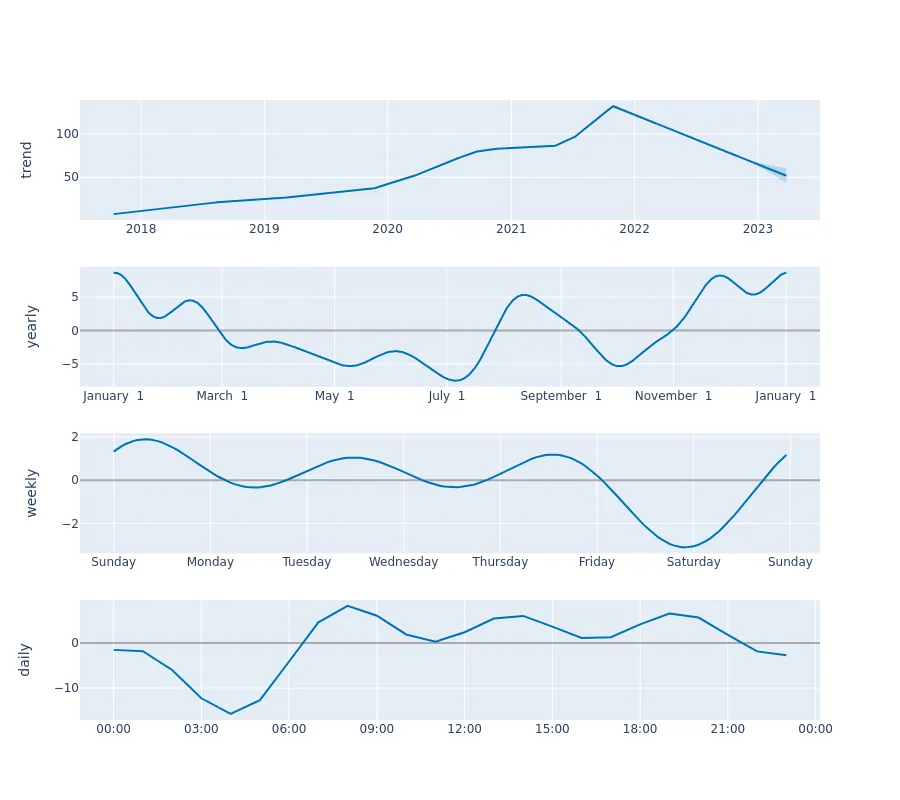 trend
100
50
2018 2019 2020 2021 2022 2023
yearly
5
0
−5
January 1 March 1 May 1 July 1 September 1 November 1 January 1
weekly
2
0
−2
Sunday Monday Tuesday Wednesday Thursday Friday Saturday Sunday
daily
0
−10
00:00 03:00 06:00 09:00 12:00 15:00 18:00 21:00 00:00